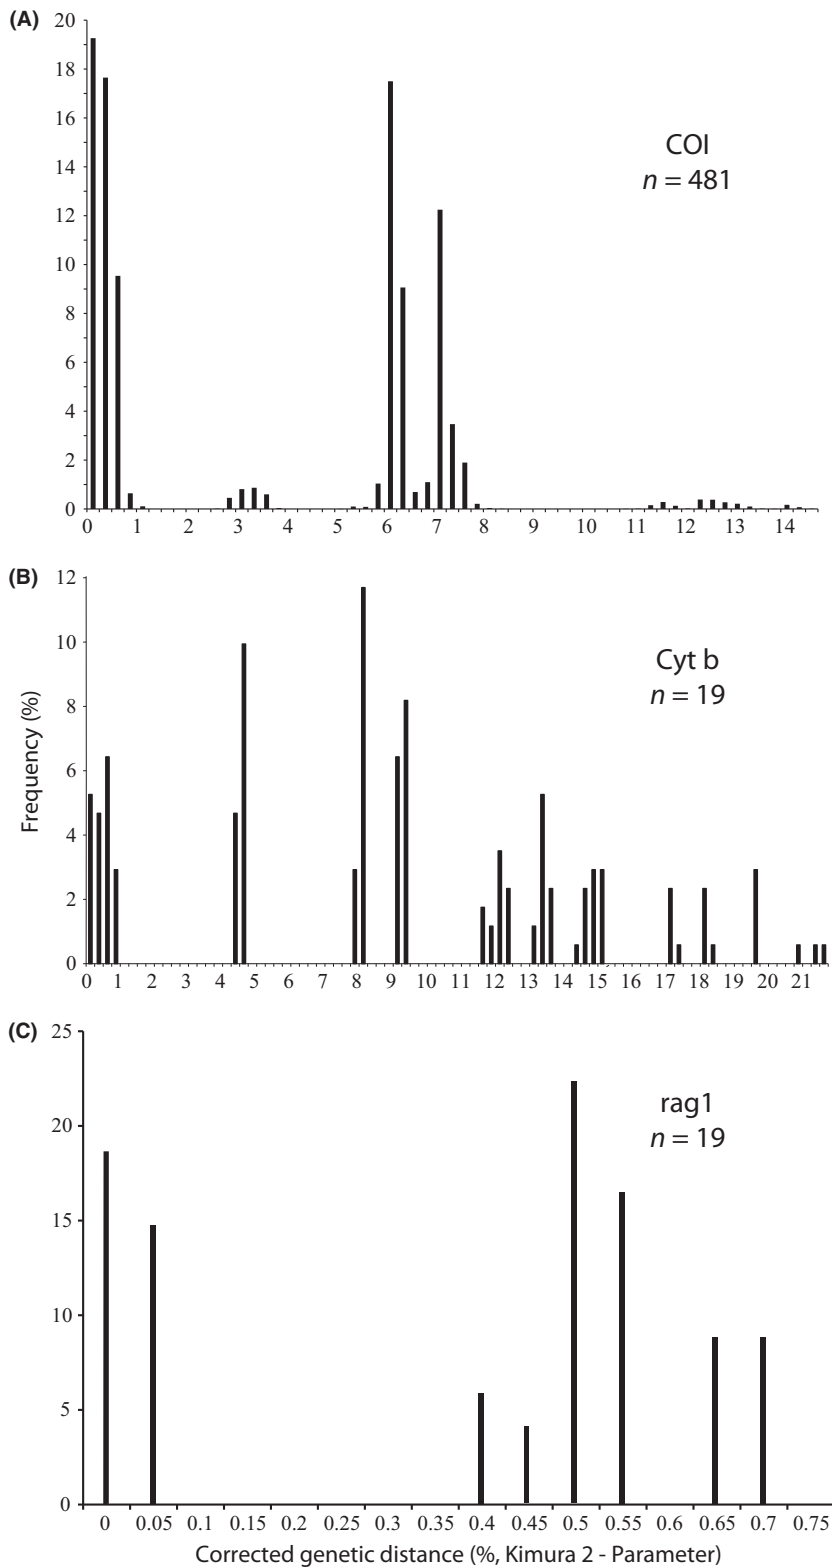 (A)
20
18
16
14
12
10
8
6
4
2
0
COI
n = 481
0 1 2 3 4 5 6 7 8 9 10 11 12 13 14
(B)
12
10
8
6
4
2
0
Frequency (%)
Cyt b
n = 19
0 1 2 3 4 5 6 7 8 9 10 11 12 13 14 15 16 17 18 19 20 21
(C)
25
20
15
10
5
0
rag1
n = 19
0 0.05 0.1 0.15 0.2 0.25 0.3 0.35 0.4 0.45 0.5 0.55 0.6 0.65 0.7 0.75
Corrected genetic distance (%, Kimura 2 - Parameter)